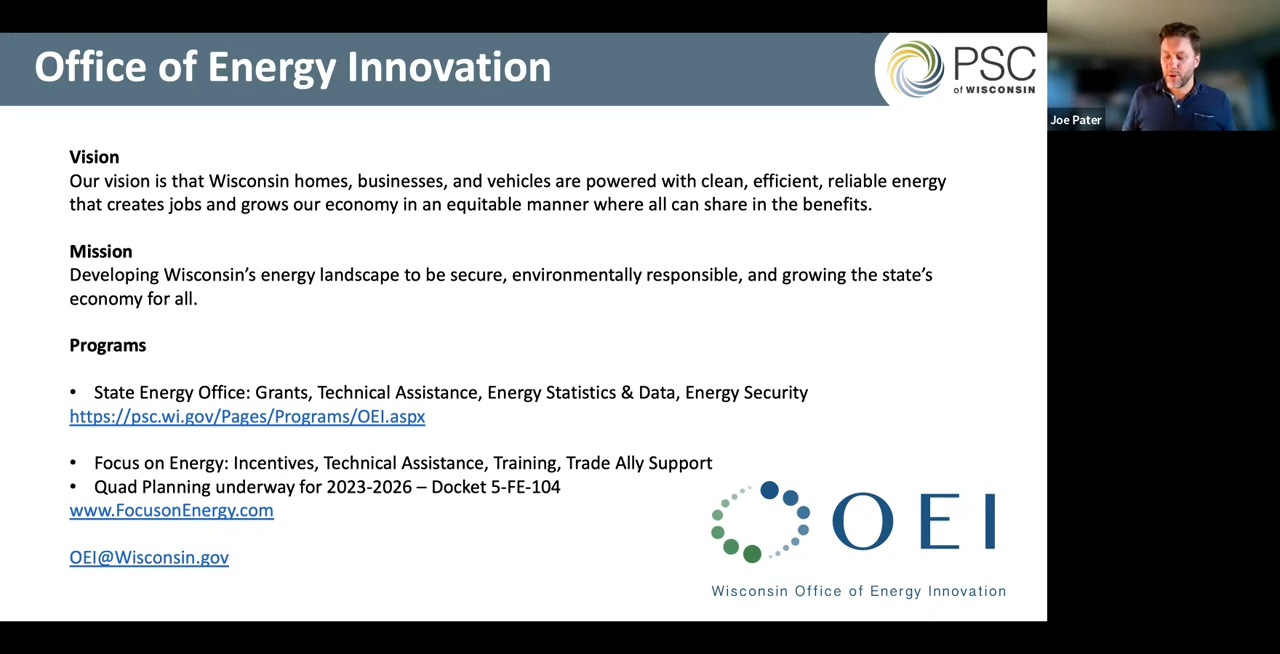 Office of Energy Innovation
PSC
of WISCONSIN
Joe Pater
Vision
Our vision is that Wisconsin homes, businesses, and vehicles are powered with clean, efficient, reliable energy
that creates jobs and grows our economy in an equitable manner where all can share in the benefits.
Mission
Developing Wisconsin’s energy landscape to be secure, environmentally responsible, and growing the state’s
economy for all.
Programs
• State Energy Office: Grants, Technical Assistance, Energy Statistics & Data, Energy Security
https://psc.wi.gov/Pages/Programs/OEI.aspx
• Focus on Energy: Incentives, Technical Assistance, Training, Trade Ally Support
• Quad Planning underway for 2023-2026 – Docket 5-FE-104
www.FocusonEnergy.com
OEI@Wisconsin.gov
OEI
Wisconsin Office of Energy Innovation